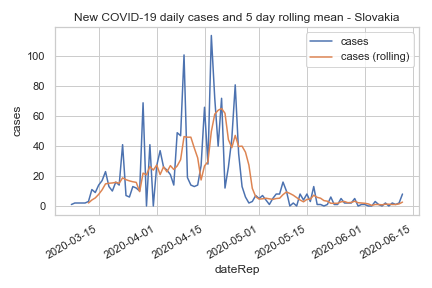 New COVID-19 daily cases and 5 day rolling mean - Slovakia
cases
cases (rolling)
100
80
60
40
20
0
cases
2020-03-15
2020-04-01
2020-04-15
2020-05-01
2020-05-15
2020-06-01
2020-06-15
dateRep